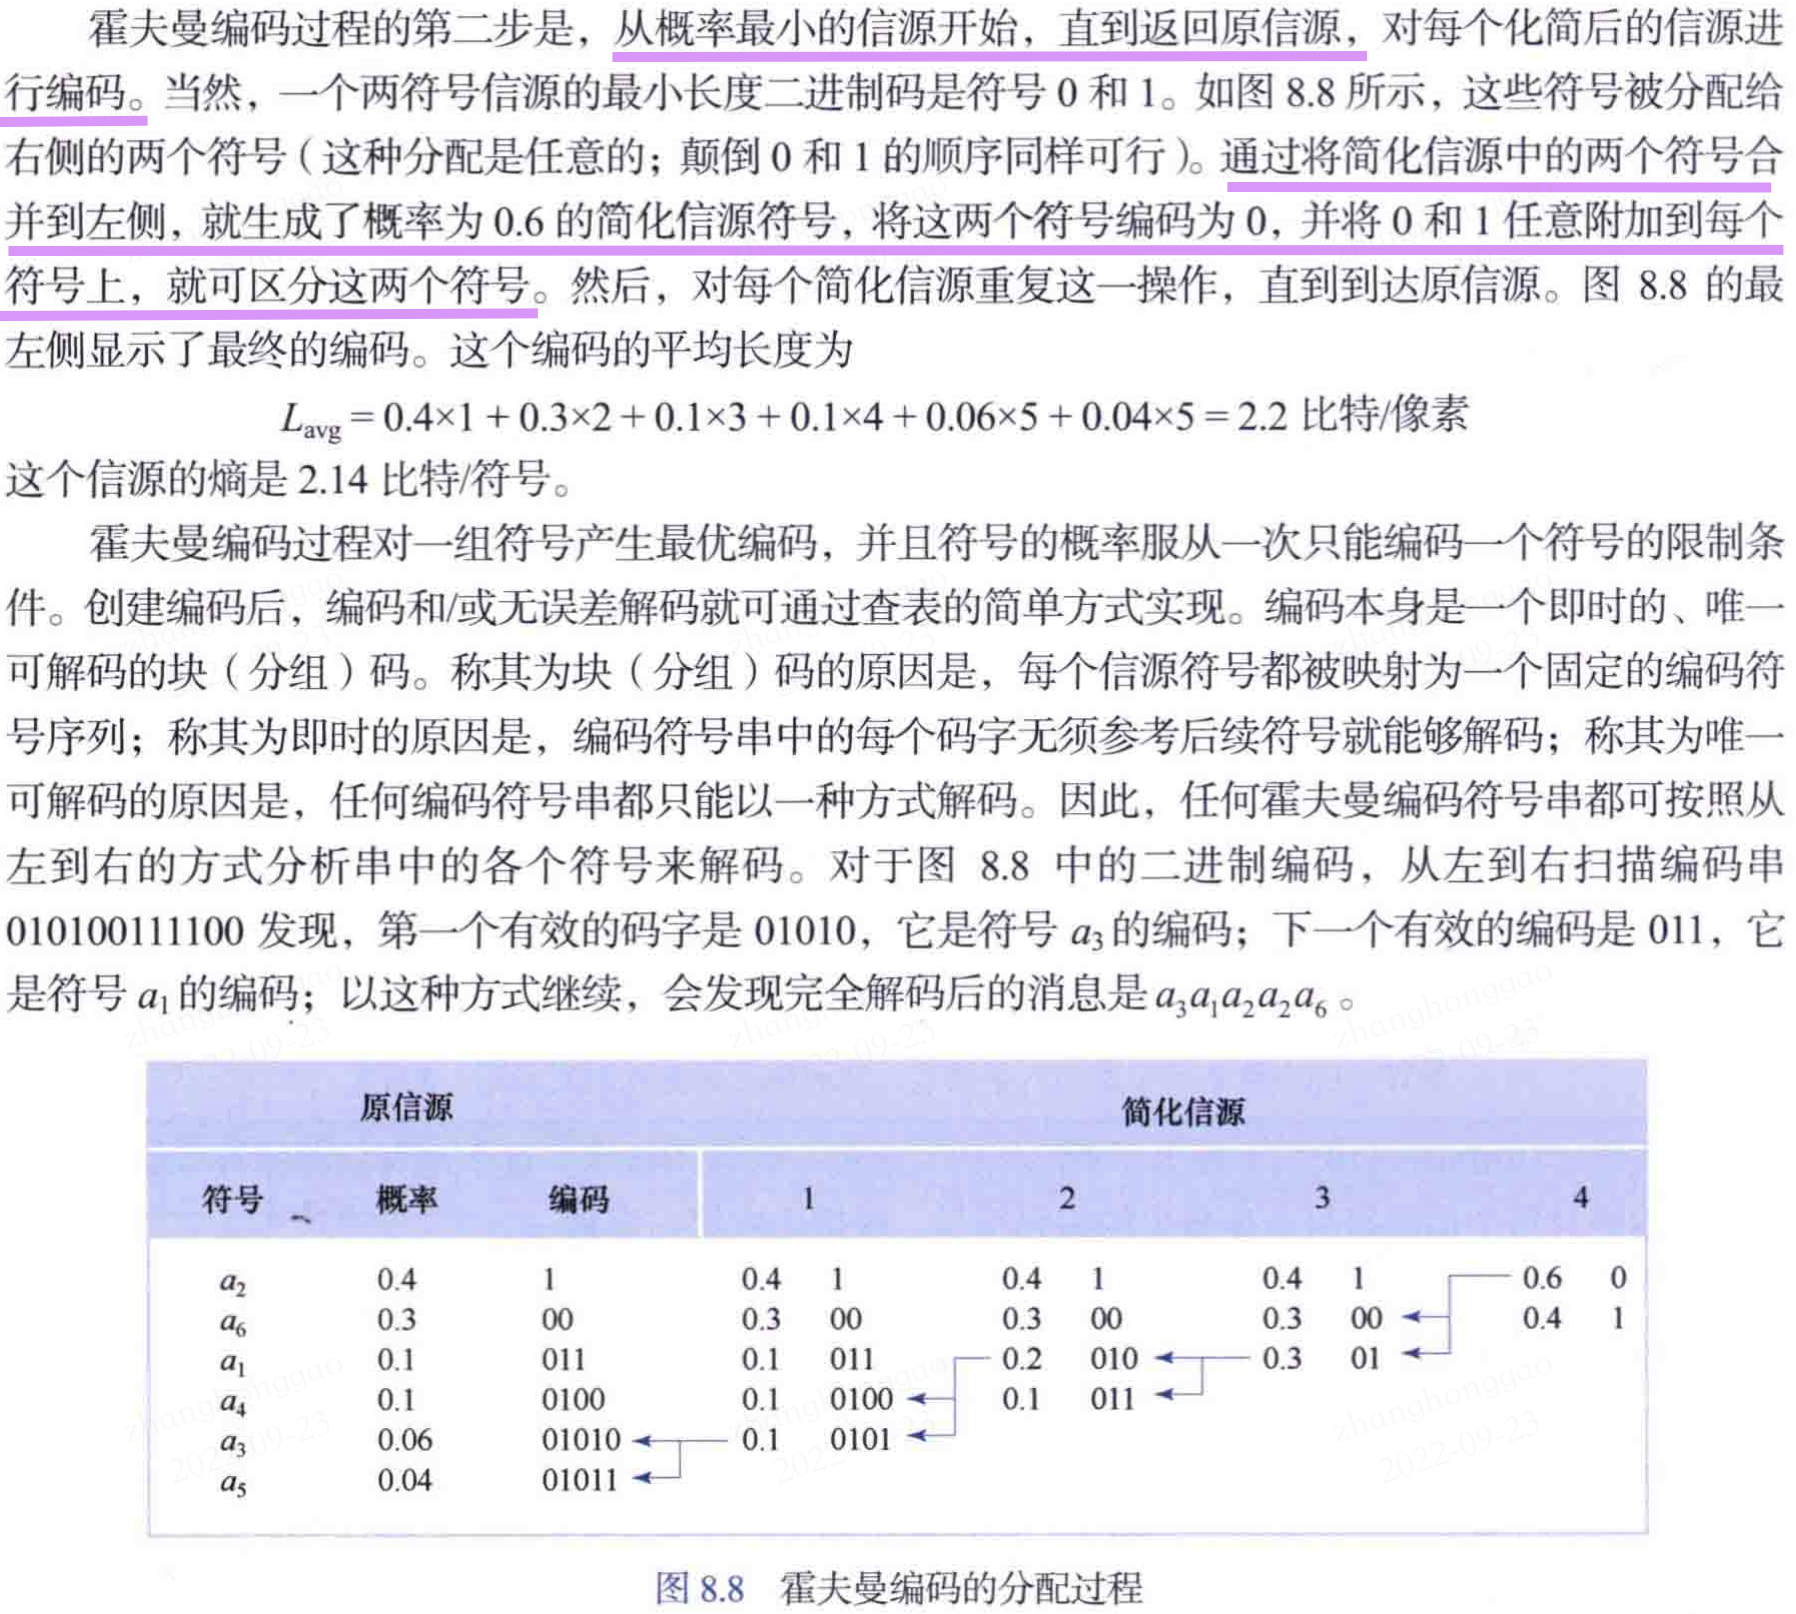 霍夫曼编码过程的第二步是，从概率最小的信源开始，直到返回原信源，对每个化简后的信源进
行编码。当然，一个两符号信源的最小长度二进制码是符号 0 和 1。如图 8.8 所示，这些符号被分配给
右侧的两个符号（这种分配是任意的；颠倒 0 和 1 的顺序同样可行）。通过将简化信源中的两个符号合
并到左侧，就生成了概率为 0.6 的简化信源符号，将这两个符号编码为 0，并将 0 和 1 任意附加到每个
符号上，就可区分这两个符号。然后，对每个简化信源重复这一操作，直到到达原信源。图 8.8 的最
左侧显示了最终的编码。这个编码的平均长度为
L_avg = 0.4×1 + 0.3×2 + 0.1×3 + 0.1×4 + 0.06×5 + 0.04×5 = 2.2 比特/像素
这个信源的熵是 2.14 比特/符号。
霍夫曼编码过程对一组符号产生最优编码，并且符号的概率服从一次只能编码一个符号的限制条
件。创建编码后，编码和/或无误差解码就可通过查表的简单方式实现。编码本身是一个即时的、唯一
可解码的块（分组）码。称其为块（分组）码的原因是，每个信源符号都被映射为一个固定的编码符
号序列；称其为即时的原因是，编码符号串中的每个码字无须参考后续符号就能够解码；称其为唯一
可解码的原因是，任何编码符号串都只能以一种方式解码。因此，任何霍夫曼编码符号串都可按照从
左到右的方式分析串中的各个符号来解码。对于图 8.8 中的二进制编码，从左到右扫描编码串
010100111100 发现，第一个有效的码字是 01010，它是符号 a₃ 的编码；下一个有效的编码是 011，它
是符号 a₁ 的编码；以这种方式继续，会发现完全解码后的消息是 a₃a₁a₂a₂a₆。
原信源 简化信源
符号 概率 编码 1 2 3 4
a₂ 0.4 1 0.4 1 0.4 1 0.4 1 0.6 0
a₆ 0.3 00 0.3 00 0.3 00 0.3 00 0.4 1
a₁ 0.1 011 0.1 011 0.2 010 0.3 01
a₄ 0.1 0100 0.1 0100 0.1 011
a₃ 0.06 01010 0.1 0101
a₅ 0.04 01011
图 8.8 霍夫曼编码的分配过程
zhanghonggao
2022-09-23